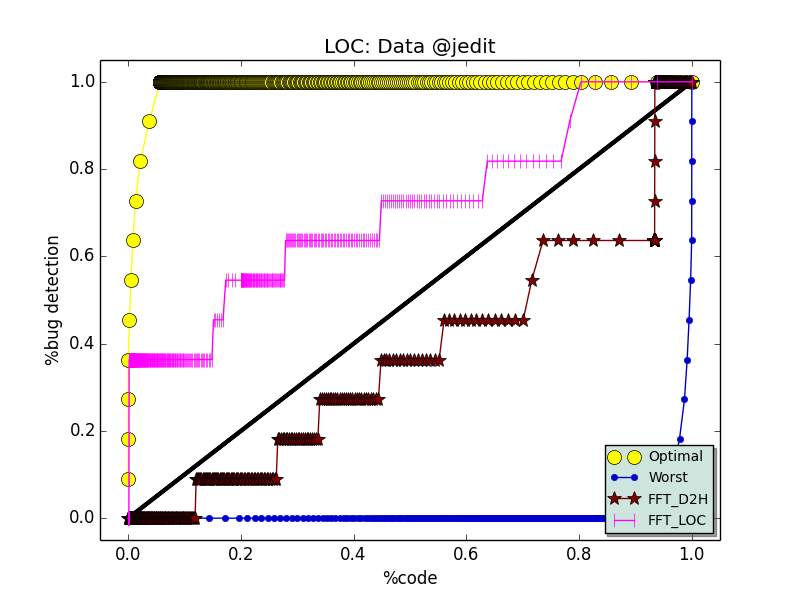 LOC: Data @jedit
1.0
0.8
0.6
0.4
0.2
0.0
%bug detection
0.0 0.2 0.4 0.6 0.8 1.0
%code
Optimal
Worst
FFT_D2H
FFT_LOC